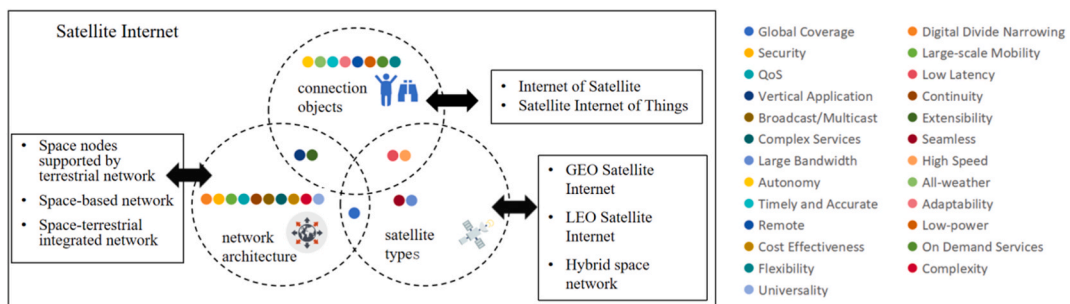 Satellite Internet
connection
objects
• Internet of Satellite
• Satellite Internet of Things
• Space nodes
supported by
terrestrial network
• Space-based network
• Space-terrestrial
integrated network
network
architecture
satellite
types
• GEO Satellite
Internet
• LEO Satellite
Internet
• Hybrid space
network
Global Coverage
Digital Divide Narrowing
Security
Large-scale Mobility
QoS
Low Latency
Vertical Application
Continuity
Broadcast/Multicast
Extensibility
Complex Services
Seamless
Large Bandwidth
High Speed
Autonomy
All-weather
Timely and Accurate
Adaptability
Remote
Low-power
Cost Effectiveness
On Demand Services
Flexibility
Complexity
Universality